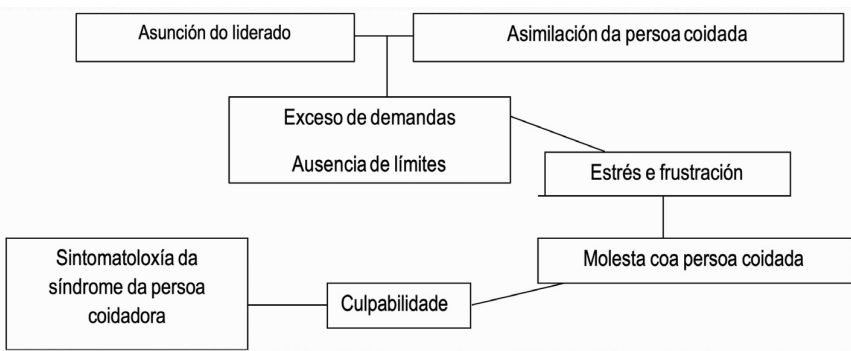 Asunción do liderado
Asimilación da persoa coidada
Exceso de demandas
Ausencia de límites
Estrés e frustración
Molesta coa persoa coidada
Culpabilidade
Sintomatoloxía da
síndrome da persoa
coidadora